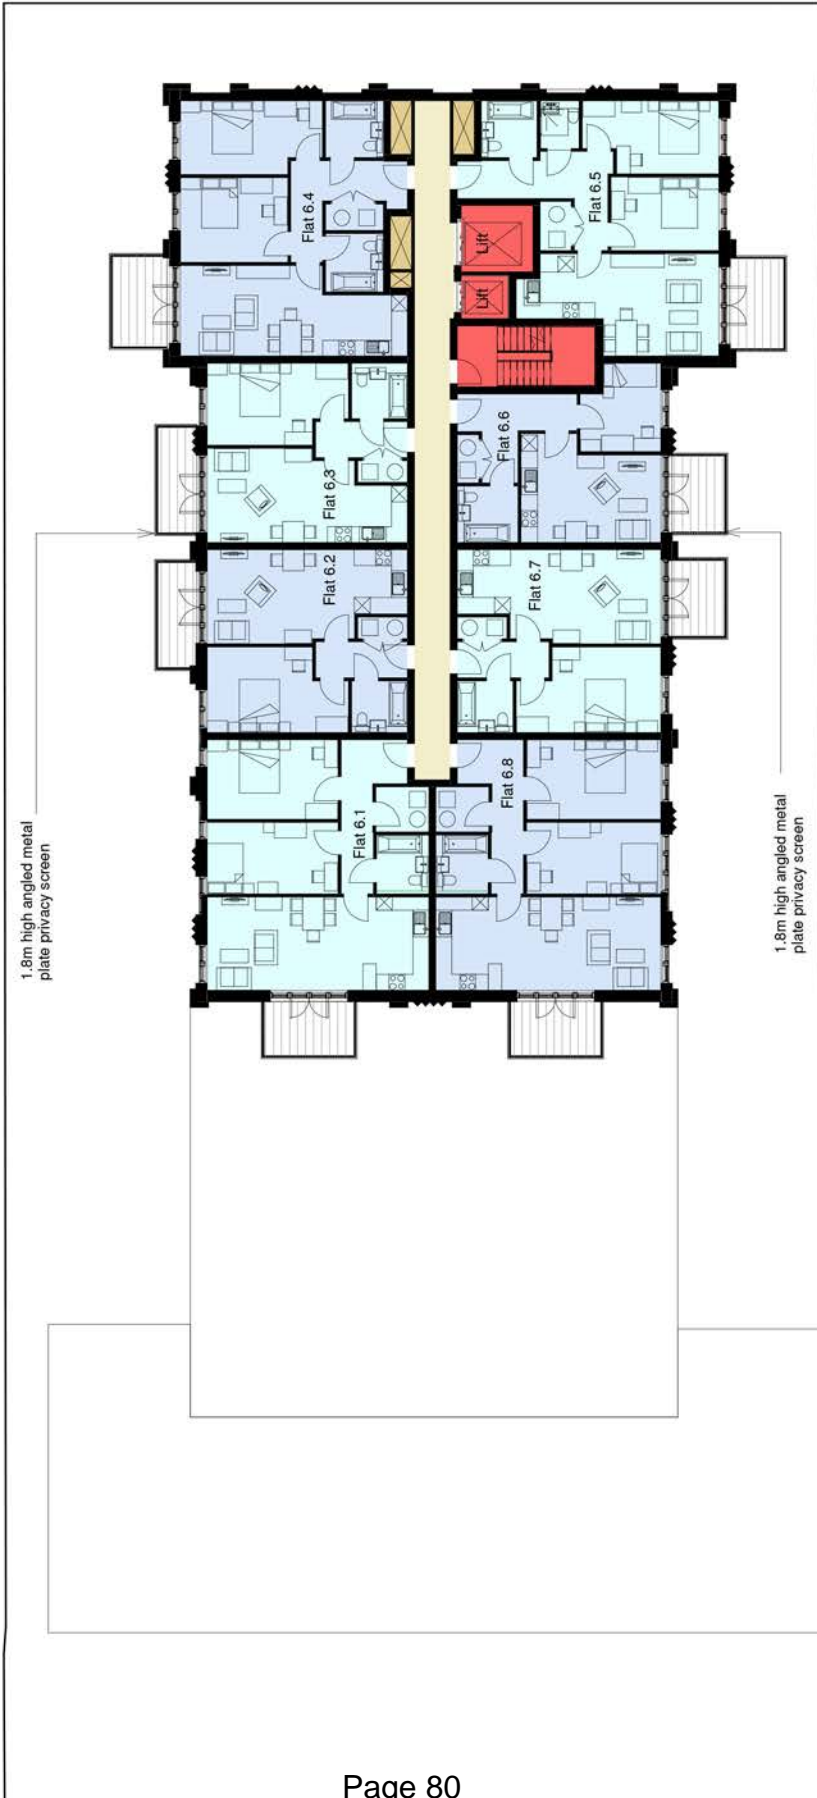 Flat 6.4
Flat 6.5
Lift
Lift
Flat 6.3
Flat 6.6
Flat 6.2
Flat 6.7
Flat 6.1
Flat 6.8
1.8m high angled metal
plate privacy screen
1.8m high angled metal
plate privacy screen
Page 80